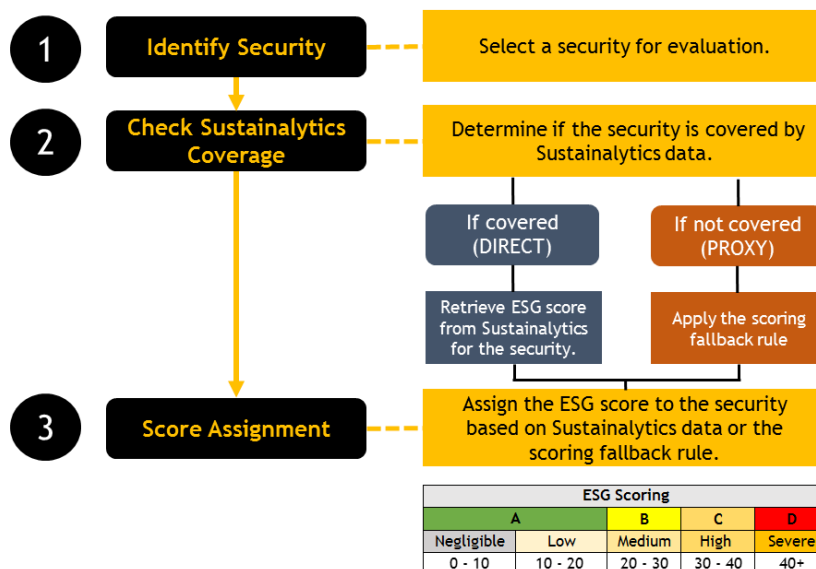 1
Identify Security
Select a security for evaluation.
2
Check Sustainalytics
Coverage
Determine if the security is covered by
Sustainalytics data.
If covered
(DIRECT)
If not covered
(PROXY)
Retrieve ESG score
from Sustainalytics
for the security.
Apply the scoring
fallback rule
3
Score Assignment
Assign the ESG score to the security
based on Sustainalytics data or the
scoring fallback rule.
ESG Scoring
A B C D
Negligible Low Medium High Severe
0 - 10 10 - 20 20 - 30 30 - 40 40+